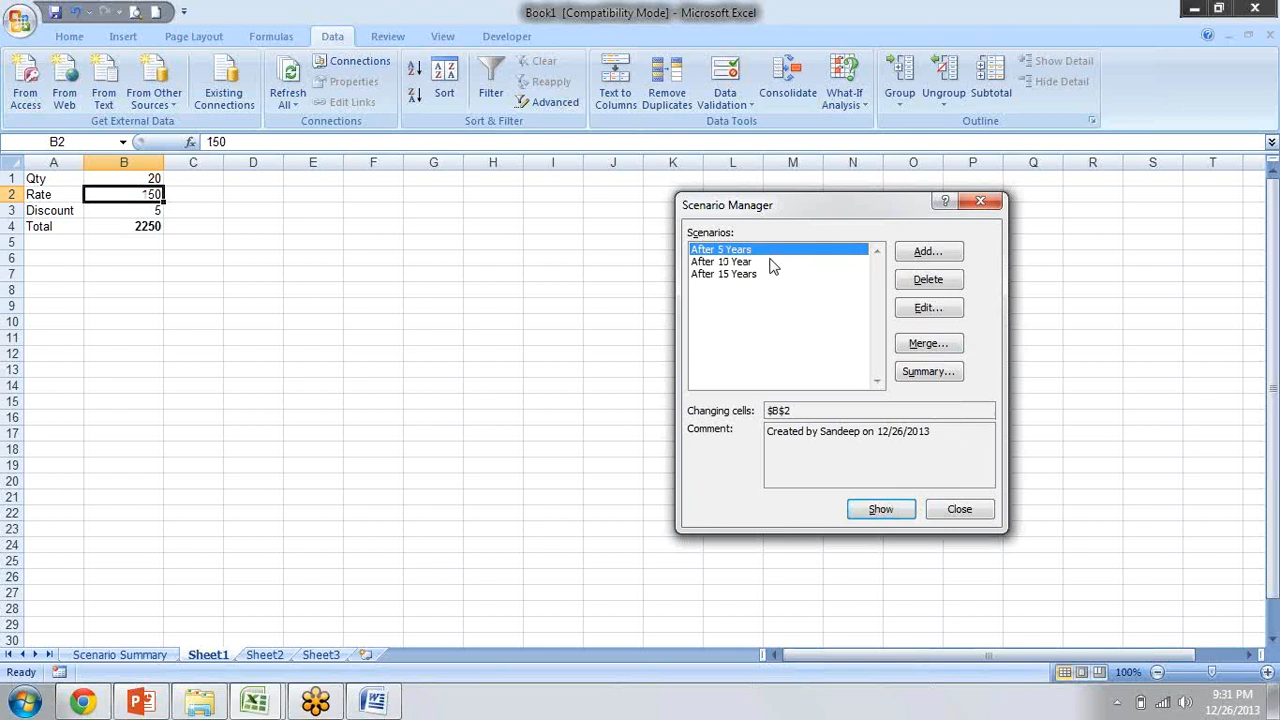 Book1 [Compatibility Mode] - Microsoft Excel
Home Insert Page Layout Formulas Data Review View Developer
From Access
From Web
From Text
From Other Sources
Existing Connections
Get External Data
Refresh All
Connections
Properties
Edit Links
Connections
Sort
Filter
Clear
Reapply
Advanced
Sort & Filter
Text to Columns
Remove Duplicates
Data Validation
Consolidate
What-If Analysis
Data Tools
Group
Ungroup
Subtotal
Show Detail
Hide Detail
Outline
B2 fx 150
A B C D E F G H I J K L M N O P Q R S T
1 Qty 20
2 Rate 150
3 Discount 5
4 Total 2250
5
6
7
8
9
10
11
12
13
14
15
16
17
18
19
20
21
22
23
24
25
26
27
28
29
30
Scenario Manager
?
Scenarios:
After 5 Years
After 10 Year
After 15 Years
Add...
Delete
Edit...
Merge...
Summary...
Changing cells: $B$2
Comment: Created by Sandeep on 12/26/2013
Show Close
Scenario Summary Sheet1 Sheet2 Sheet3
Ready 100%
9:31 PM
12/26/2013